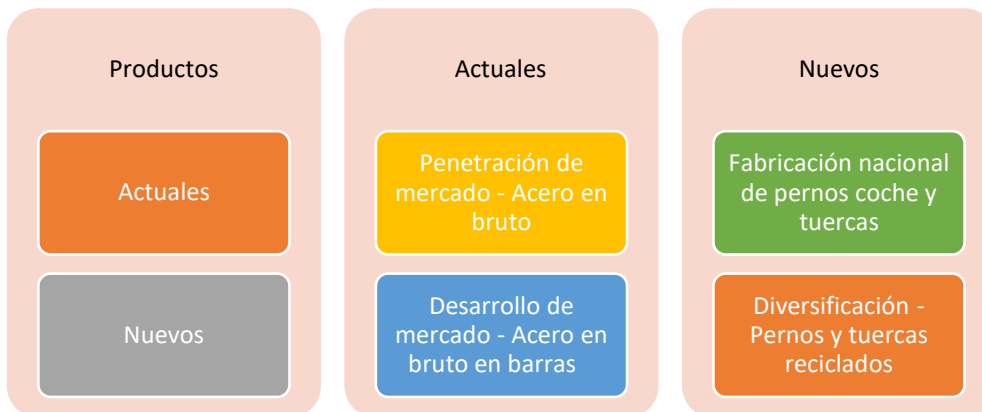 Productos
Actuales
Nuevos
Actuales
Penetración de
mercado - Acero en
bruto
Fabricación nacional
de pernos coche y
tuercas
Nuevos
Desarrollo de
mercado - Acero en
bruto en barras
Diversificación -
Pernos y tuercas
reciclados